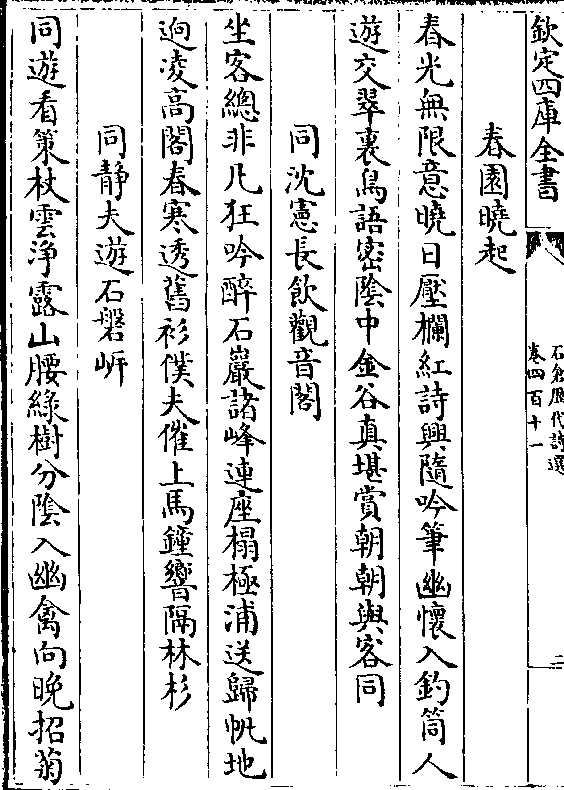 欽定四庫全書
石倉歷代詩選
卷四百十一
二
春園曉起
春光無限意曉日壓欄紅詩興隨吟筆幽懷入釣筒人
遊交翠裏鳥語密陰中金谷真堪賞朝朝與客同
同沈憲長飲觀音閣
坐客總非凡狂吟醉石巖諸峰連座榻極浦送歸帆地
迥凌高閣春寒透舊衫僕夫催上馬鐘響隔林杉
同静夫遊石磐岍
同遊看策杖雲浄露山腰綠樹分陰入幽禽向晚招菊